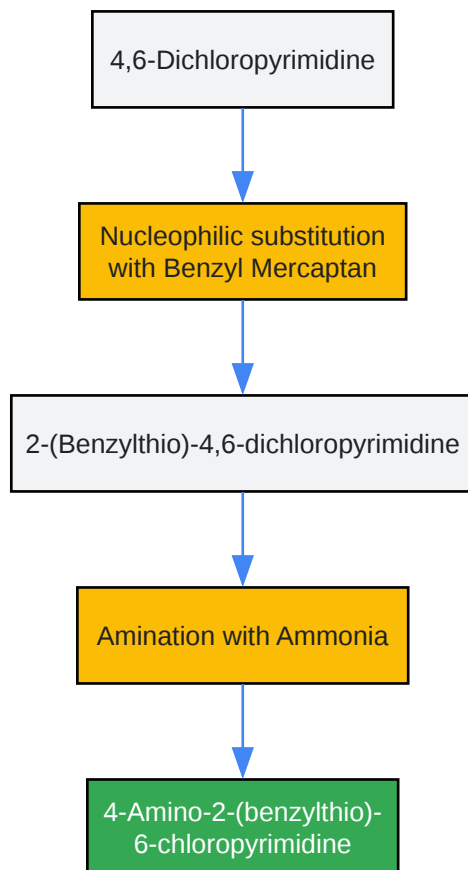 4,6-Dichloropyrimidine
Nucleophilic substitution
with Benzyl Mercaptan
2-(Benzylthio)-4,6-dichloropyrimidine
Amination with Ammonia
4-Amino-2-(benzylthio)-
6-chloropyrimidine